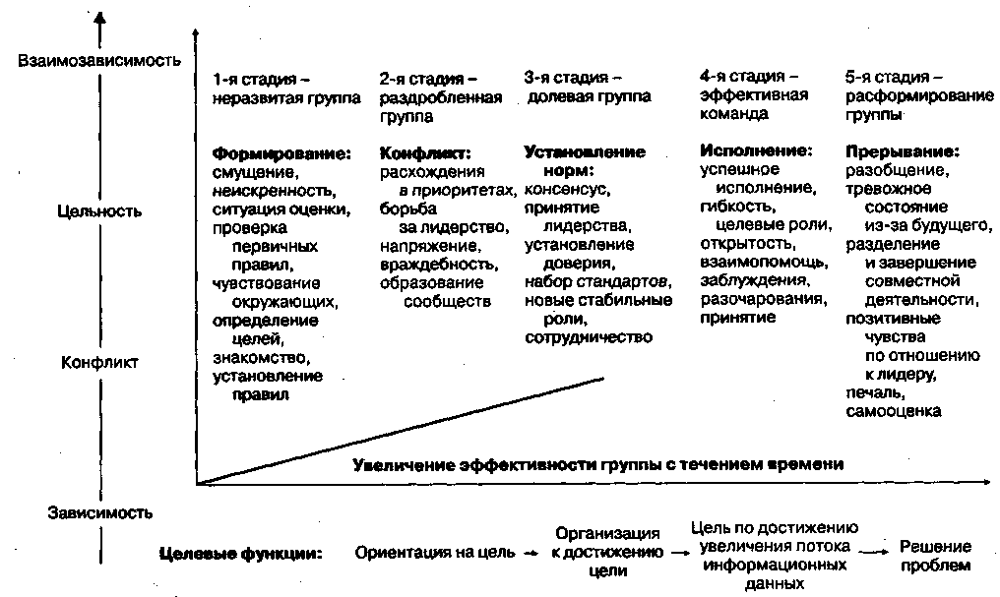 Взаимозависимость
Цельность
Конфликт
Зависимость
1-я стадия –
неразвитая группа
Формирование:
смущение,
неискренность,
ситуация оценки,
проверка
первичных
правил,
чувствование
окружающих,
определение
целей,
знакомство,
установление
правил
2-я стадия –
раздробленная
группа
Конфликт:
расхождения
в приоритетах,
борьба
за лидерство,
напряжение,
враждебность,
образование
сообществ
3-я стадия –
долевая группа
Установление
норм:
консенсус,
принятие
лидерства,
установление
доверия,
набор стандартов,
новые стабильные
роли,
сотрудничество
4-я стадия –
эффективная
команда
Исполнение:
успешное
исполнение,
гибкость,
целевые роли,
открытость,
взаимопомощь,
заблуждения,
разочарования,
принятие
5-я стадия –
расформирование
группы
Прерывание:
разобщение,
тревожное
состояние
из-за будущего,
разделение
и завершение
совместной
деятельности,
позитивные
чувства
по отношению
к лидеру,
печаль,
самооценка
Увеличение эффективности группы с течением времени
Целевые функции:
Ориентация на цель
Организация
к достижению
цели
Цель по достижению
увеличения потока
информационных
данных
Решение
проблем